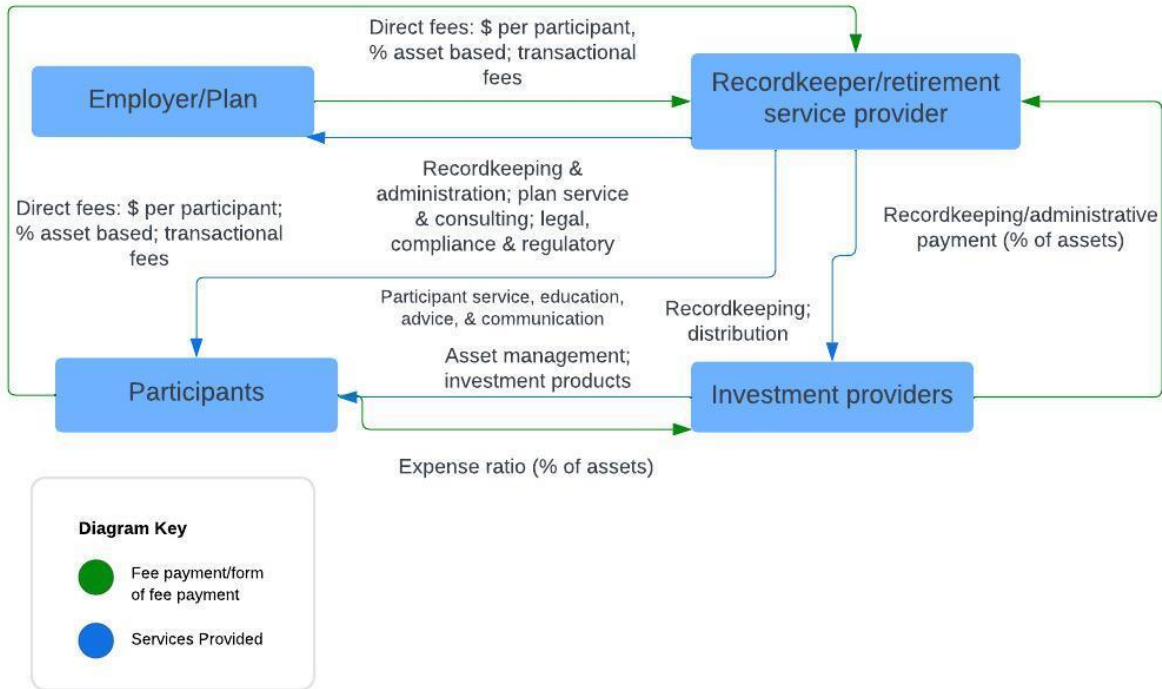 Direct fees: $ per participant,
% asset based; transactional
fees
Employer/Plan
Recordkeeper/retirement
service provider
Recordkeeping &
administration; plan service
& consulting; legal,
compliance & regulatory
Direct fees: $ per participant;
% asset based; transactional
fees
Recordkeeping/administrative
payment (% of assets)
Participant service, education,
advice, & communication
Recordkeeping;
distribution
Asset management;
investment products
Participants
Investment providers
Expense ratio (% of assets)
Diagram Key
Fee payment/form
of fee payment
Services Provided